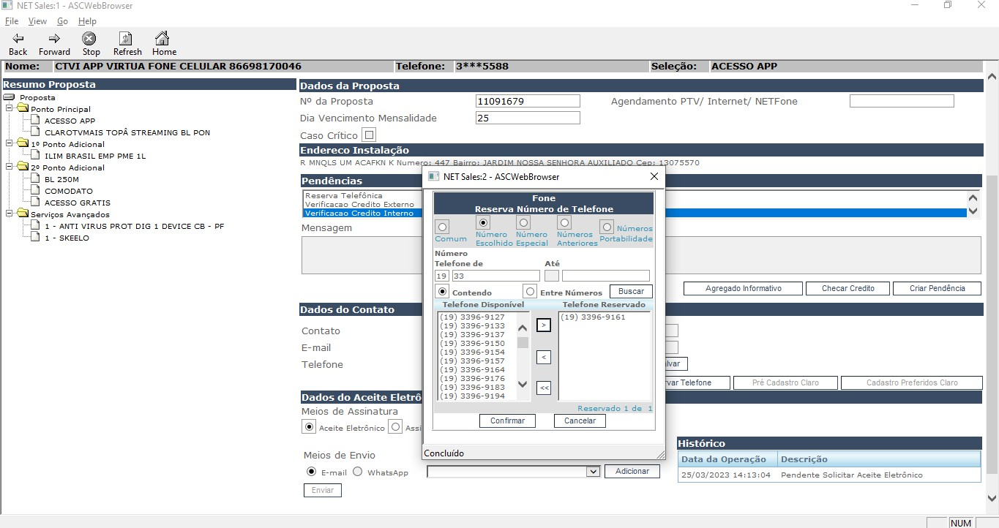 NET Sales:1 - ASCWebBrowser
File View Go Help
Back Forward Stop Refresh Home
Nome: CTVI APP VIRTUA FONE CELULAR 86698170046 Telefone: 3***5588 Seleção: ACESSO APP
Resumo Proposta
Proposta
Ponto Principal
ACESSO APP
CLAROTVMAIS TOPÂ STREAMING BL PON
1º Ponto Adicional
ILIM BRASIL EMP PME 1L
2º Ponto Adicional
BL 250M
COMODATO
ACESSO GRATIS
Serviços Avançados
1 - ANTI VIRUS PROT DIG 1 DEVICE CB - PF
1 - SKEELO
Dados da Proposta
Nº da Proposta 11091679 Agendamento PTV/ Internet/ NETFone
Dia Vencimento Mensalidade 25
Caso Crítico
Endereco Instalação
R MNQLS UM ACAFKN K Numero: 447 Bairro: JARDIM NOSSA SENHORA AUXILIADO Cep: 13075570
Pendências
Reserva Telefônica
Verificacao Credito Externo
Verificacao Credito Interno
Mensagem
Agregado Informativo Checar Credito Criar Pendência
Dados do Contato
Contato
E-mail
Telefone
lvar
var Telefone Pré Cadastro Claro Cadastro Preferidos Claro
Dados do Aceite Eletrô
Meios de Assinatura
Aceite Eletrônico Assi
Meios de Envio
E-mail WhatsApp Adicionar
Enviar
Histórico
Data da Operação Descrição
25/03/2023 14:13:04 Pendente Solicitar Aceite Eletrônico
NET Sales:2 - ASCWebBrowser
Fone
Reserva Número de Telefone
Comum Número Escolhido Número Especial Números Anteriores Números Portabilidade
Número
Telefone de Até
19 33
Contendo Entre Números Buscar
Telefone Disponível Telefone Reservado
(19) 3396-9127 (19) 3396-9161
(19) 3396-9133
(19) 3396-9137
(19) 3396-9150
(19) 3396-9154
(19) 3396-9157
(19) 3396-9164
(19) 3396-9176
(19) 3396-9183
(19) 3396-9194
>
<
<<
Reservado 1 de 1
Confirmar Cancelar
Concluído
NUM